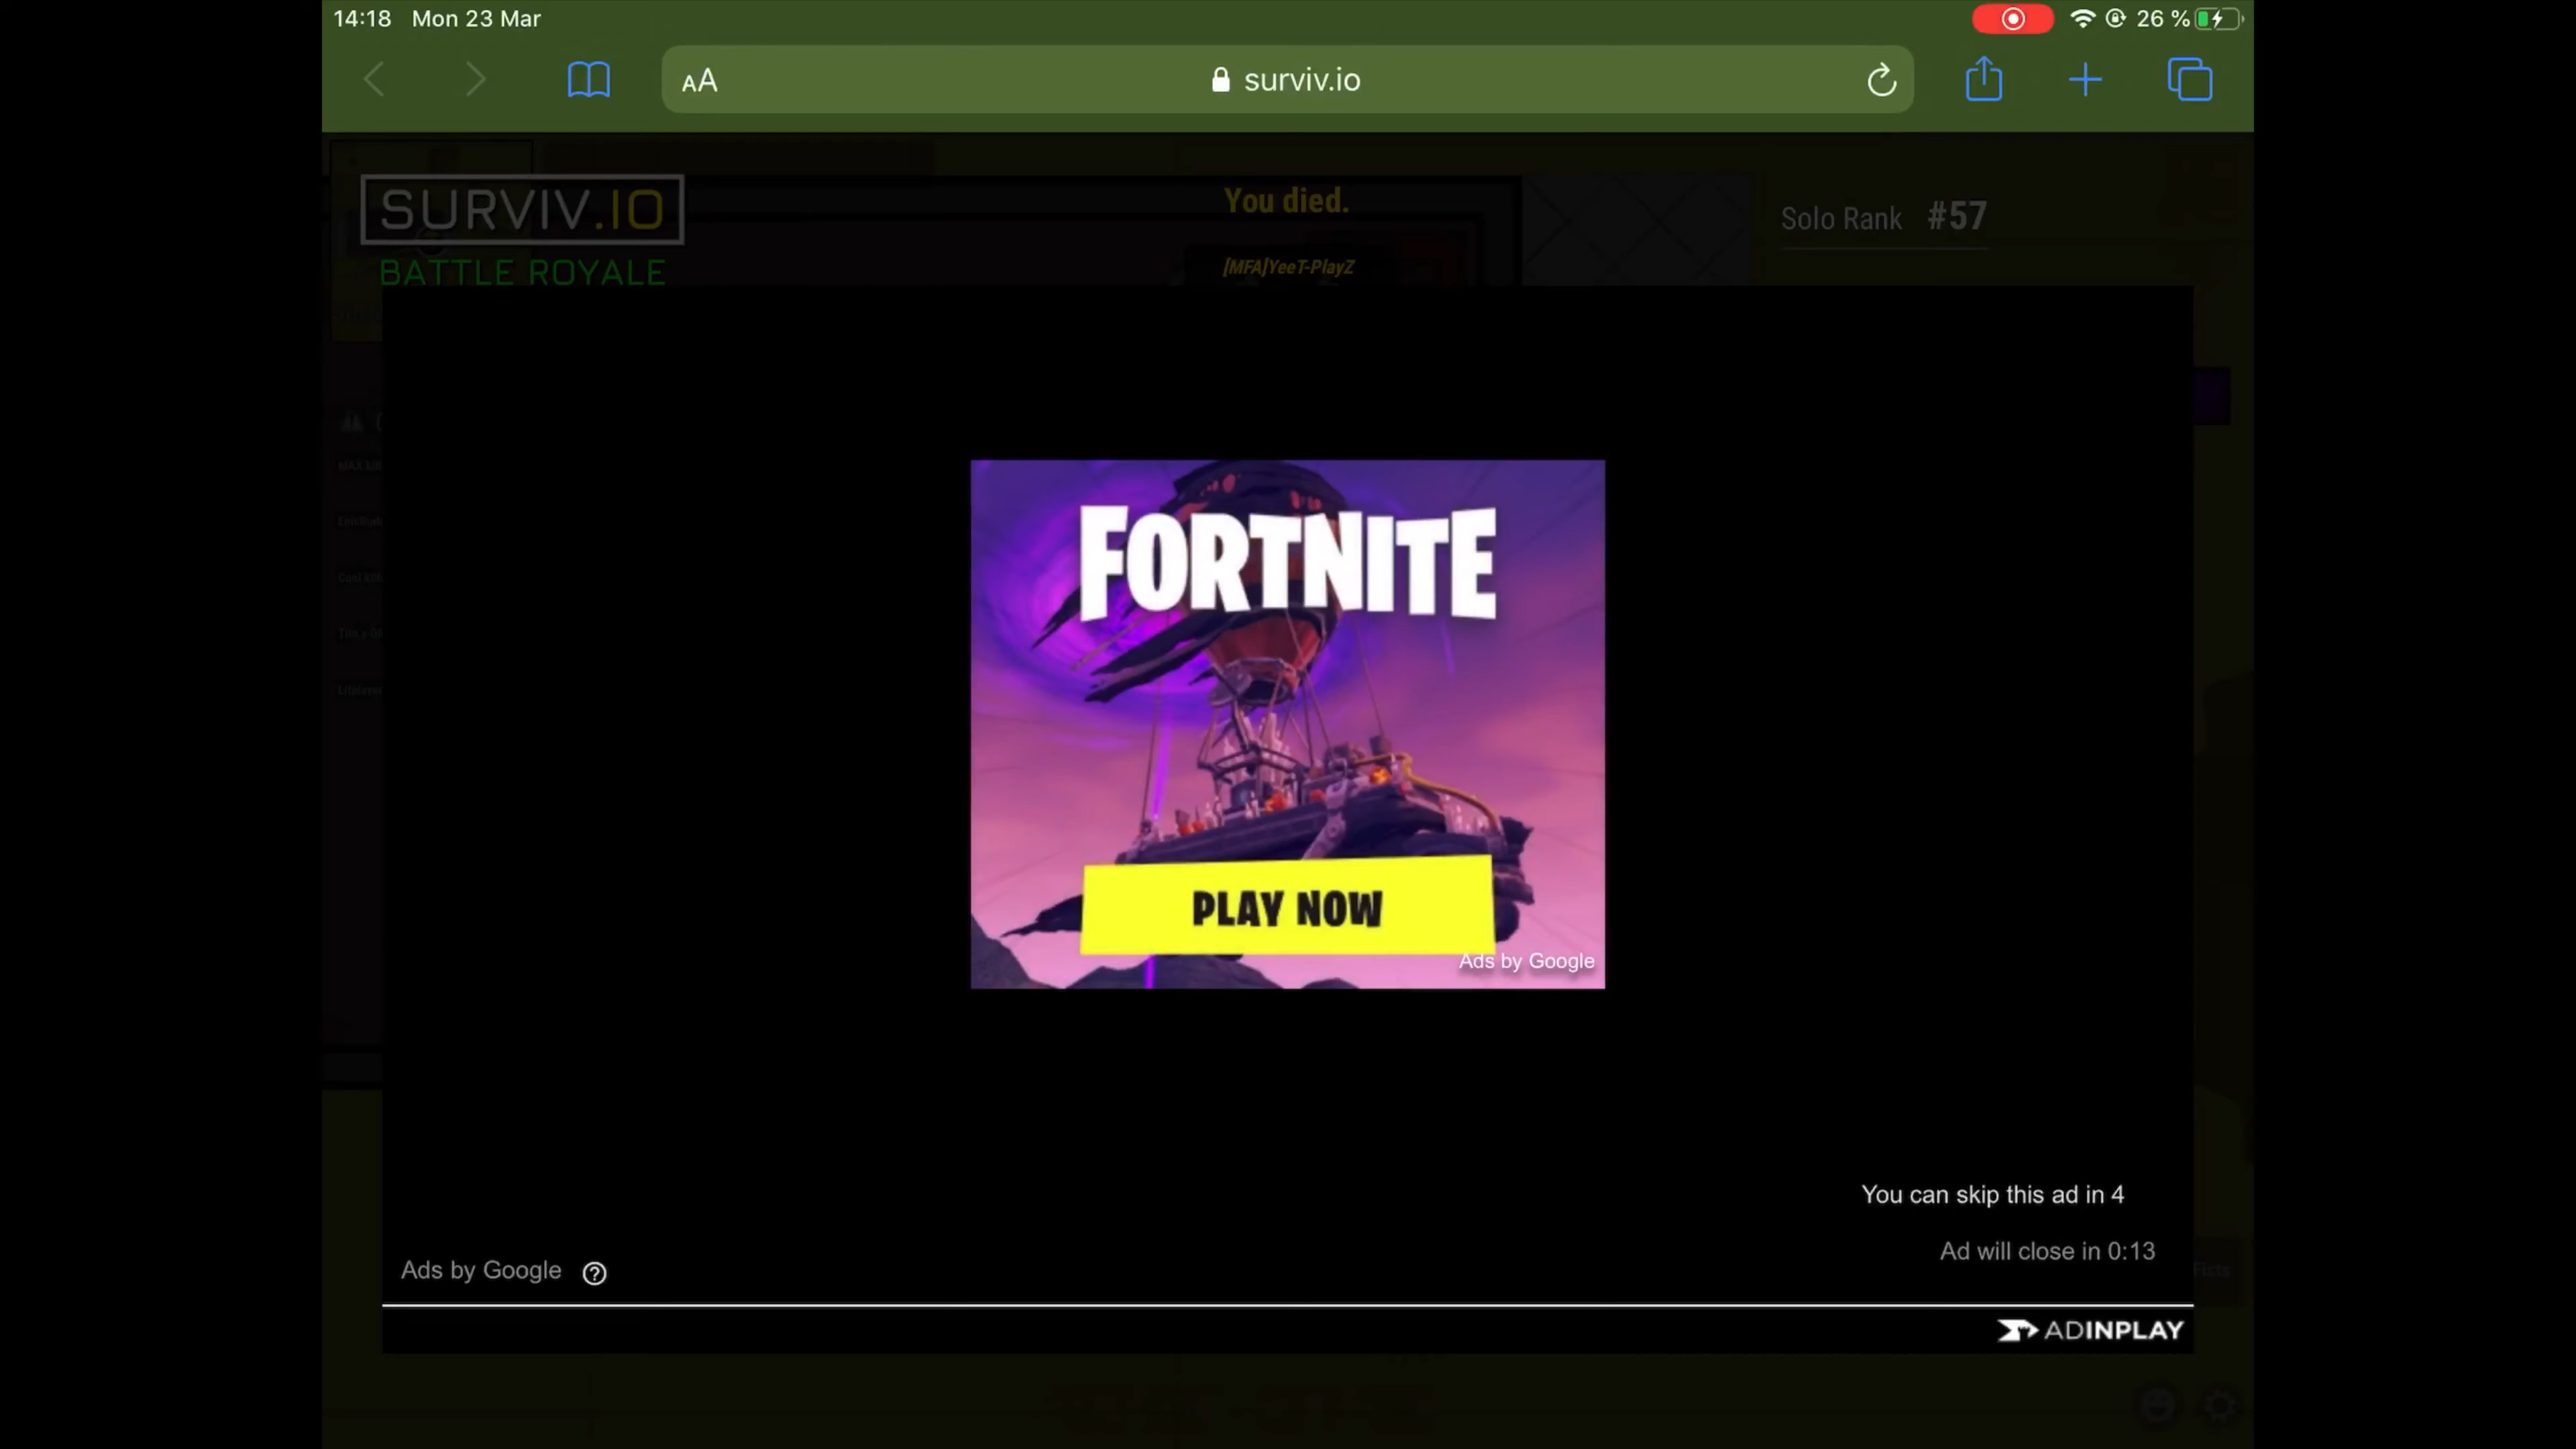 14:18 Mon 23 Mar
26 %
AA
surviv.io
SURVIV.IO
BATTLE ROYALE
You died.
[MFA]YeeT-PlayZ
Solo Rank #57
FORTNITE
PLAY NOW
Ads by Google
You can skip this ad in 4
Ad will close in 0:13
Ads by Google
Fists
ADINPLAY